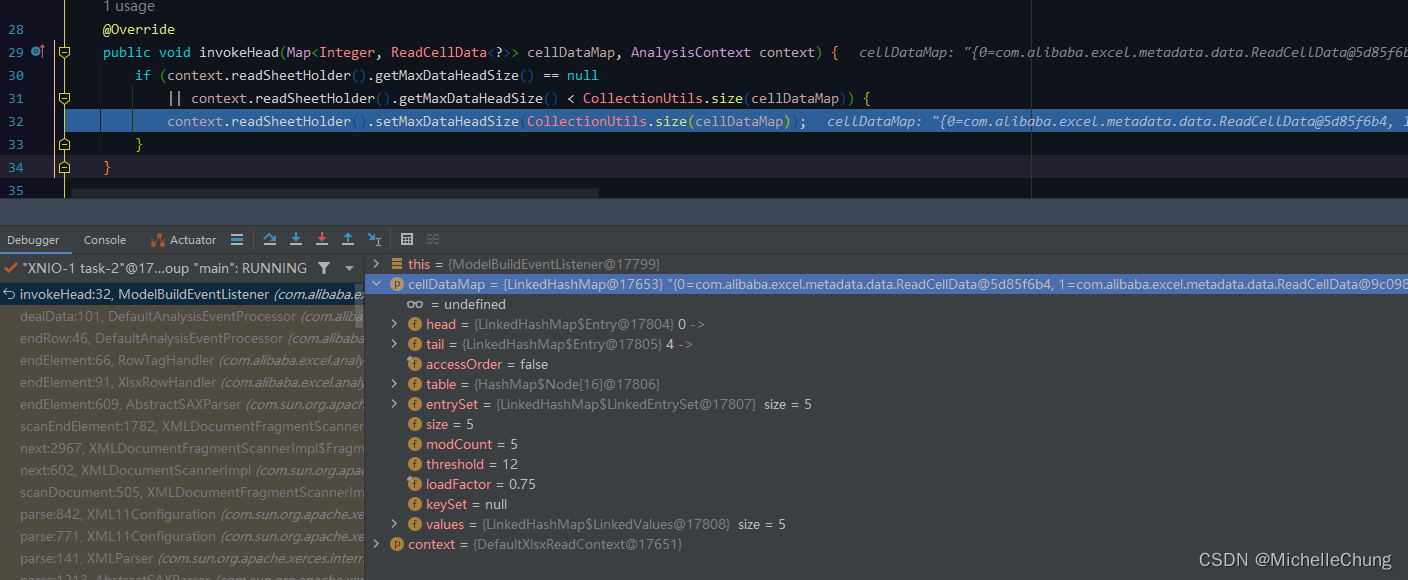 1 usage
28 @Override
29 public void invokeHead(Map<Integer, ReadCellData<?>> cellDataMap, AnalysisContext context) { cellDataMap: "{0=com.alibaba.excel.metadata.data.ReadCellData@5d85f6b
30 if (context.readSheetHolder().getMaxDataHeadSize() == null
31 || context.readSheetHolder().getMaxDataHeadSize() < CollectionUtils.size(cellDataMap)) {
32 context.readSheetHolder().setMaxDataHeadSize(CollectionUtils.size(cellDataMap)); cellDataMap: "{0=com.alibaba.excel.metadata.data.ReadCellData@5d85f6b4, 1
33 }
34 }
35
Debugger Console Actuator
"XNIO-1 task-2"@17...oup "main": RUNNING
invokeHead:32, ModelBuildEventListener (com.alibaba.e
dealData:101, DefaultAnalysisEventProcessor (com.alib
endRow:46, DefaultAnalysisEventProcessor (com.alibaba
endElement:66, RowTagHandler (com.alibaba.excel.analy
endElement:91, XlsxRowHandler (com.alibaba.excel.analy
endElement:609, AbstractSAXParser (com.sun.org.apach
scanEndElement:1782, XMLDocumentFragmentScanner
next:2967, XMLDocumentFragmentScannerImpl$Fragm
next:602, XMLDocumentScannerImpl (com.sun.org.apac
scanDocument:505, XMLDocumentFragmentScannerIm
parse:842, XML11Configuration (com.sun.org.apache.xe
parse:771, XML11Configuration (com.sun.org.apache.xe
parse:141, XMLParser (com.sun.org.apache.xerces.intern
parse:1213, AbstractSAXParser (com.sun.org.apache.xe
this = {ModelBuildEventListener@17799}
cellDataMap = {LinkedHashMap@17653} "{0=com.alibaba.excel.metadata.data.ReadCellData@5d85f6b4, 1=com.alibaba.excel.metadata.data.ReadCellData@9c098
= undefined
head = {LinkedHashMap$Entry@17804} 0 ->
tail = {LinkedHashMap$Entry@17805} 4 ->
accessOrder = false
table = {HashMap$Node[16]@17806}
entrySet = {LinkedHashMap$LinkedEntrySet@17807} size = 5
size = 5
modCount = 5
threshold = 12
loadFactor = 0.75
keySet = null
values = {LinkedHashMap$LinkedValues@17808} size = 5
context = {DefaultXlsxReadContext@17651}
CSDN @MichelleChung